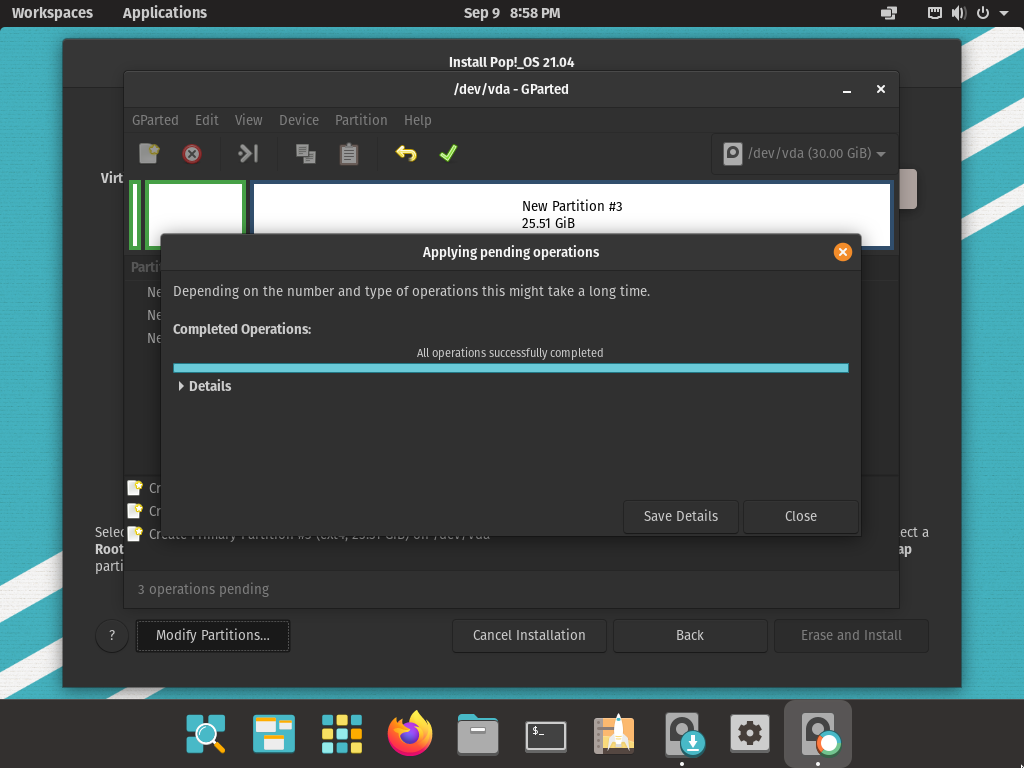 Workspaces Applications Sep 9 8:58 PM
Install Pop!_OS 21.04
/dev/vda - GParted
GParted Edit View Device Partition Help
/dev/vda (30.00 GiB)
Virt
New Partition #3
25.51 GiB
Applying pending operations
Parti
Depending on the number and type of operations this might take a long time.
Ne
Ne
Completed Operations:
Ne
All operations successfully completed
Details
Cr
Cr
Save Details Close
Selec Create Primary Partition #3 (ext4, 25.51 GiB) on /dev/vda ect a
Root ap
parti
3 operations pending
? Modify Partitions... Cancel Installation Back Erase and Install
$_